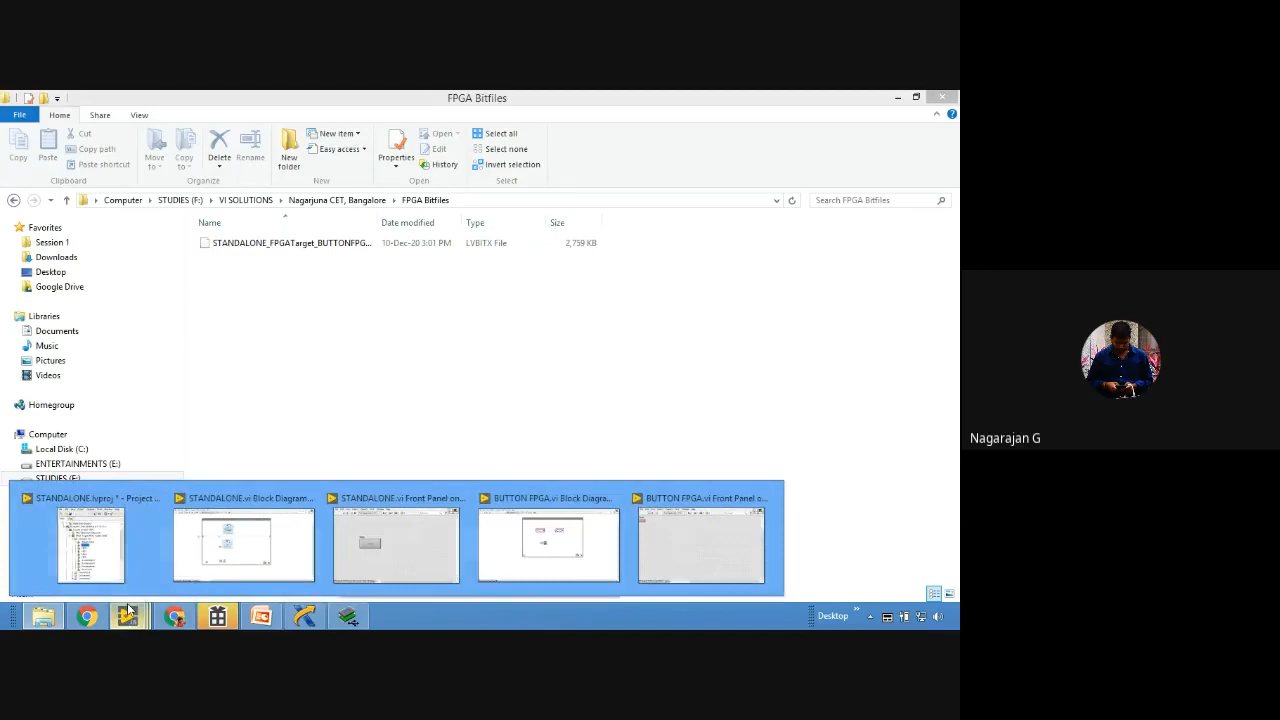 FPGA Bitfiles
File Home Share View
Copy Paste Cut Copy path Paste shortcut Clipboard
Move to Copy to Delete Rename Organize
New folder New item Easy access New
Properties Open Edit History Open
Select all Select none Invert selection Select
Computer STUDIES (F:) VI SOLUTIONS Nagarjuna CET, Bangalore FPGA Bitfiles Search FPGA Bitfiles
Name Date modified Type Size
STANDALONE_FPGATarget_BUTTONFPG... 10-Dec-20 3:01 PM LVBITX File 2,759 KB
Favorites
Session 1
Downloads
Desktop
Google Drive
Libraries
Documents
Music
Pictures
Videos
Homegroup
Computer
Local Disk (C:)
ENTERTAINMENTS (E:)
STUDIES (F:)
STANDALONE.lvproj * - Project ... STANDALONE.vi Block Diagram... STANDALONE.vi Front Panel on... BUTTON FPGA.vi Block Diagra... BUTTON FPGA.vi Front Panel o...
Desktop
Nagarajan G